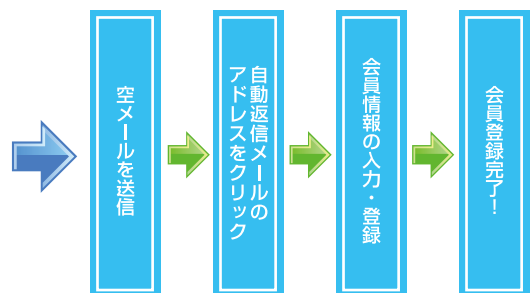 空メールを送信
自動返信メールの
アドレスをクリック
会員情報の入力・登録
会員登録完了！